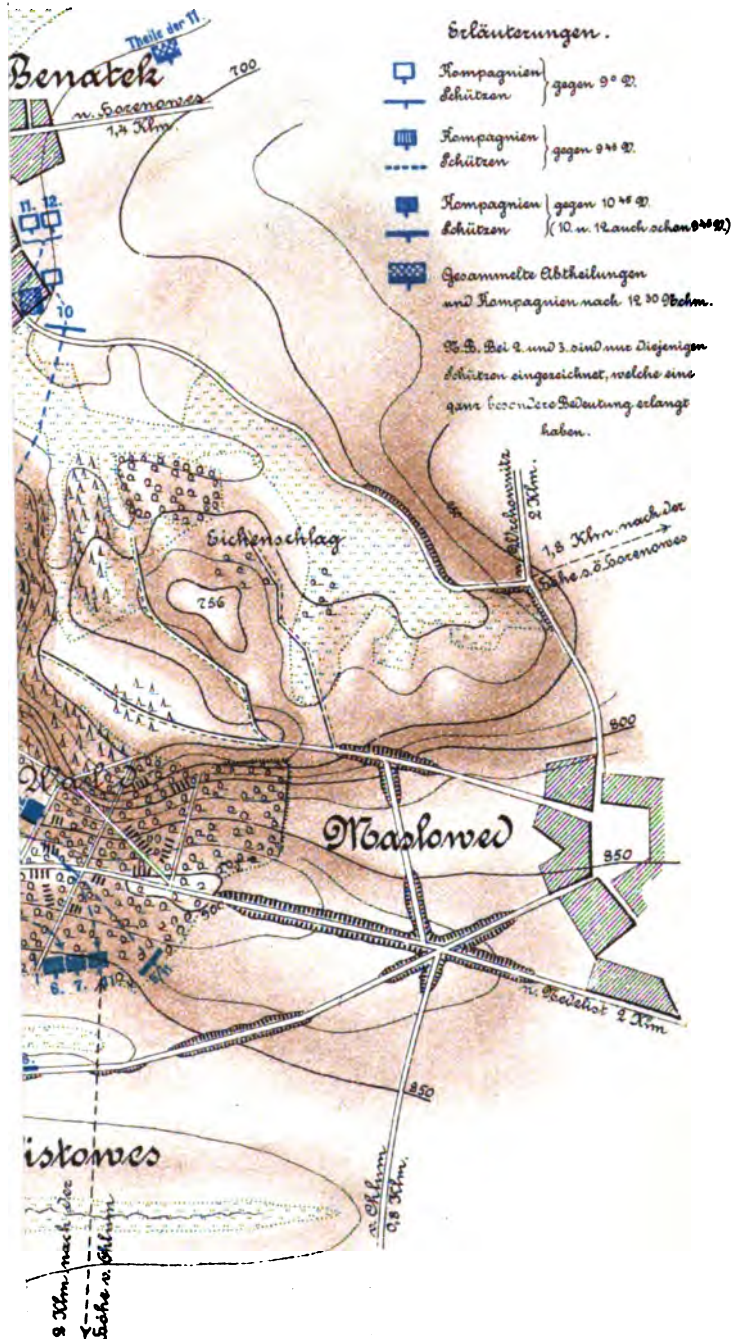 Erläuterungen.
Kompagnien
Schützen
gegen 9° V.
Kompagnien
Schützen
gegen 9 45 V.
Kompagnien
Schützen
gegen 10 45 V.
(10. u. 12 auch schon 9 45 V.)
Gesammelte Abtheilungen
und Kompagnien nach 12 30 Nchm.
N.B. Bei 2. und 3. sind nur diejenigen
Schützen eingezeichnet, welche eine
ganz besondere Bedeutung erlangt
haben.
Theile der 11.
Benatek
700
n. Horenowes
1,4 Klm.
11.
12.
10
Eichenschlag
756
2 Klm.
1,8 Klm. nach der
Höhe s.ö. Horenowes
800
Maslowed
850
6.
7.
n. Nedelist 2 Klm
850
istowes
v. Chlum
0,8 Klm.
8 Klm nach der
Höhe v. Chlum